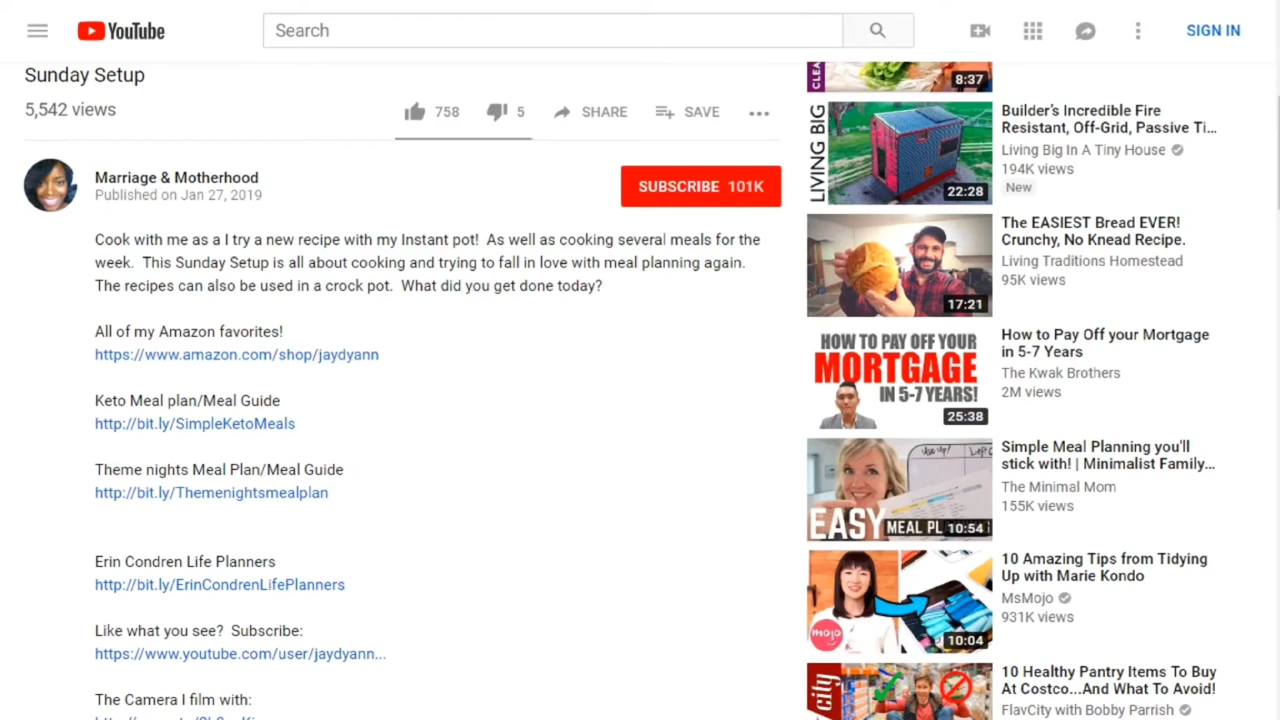 YouTube
Search
SIGN IN
Sunday Setup
5,542 views
758
5
SHARE
SAVE
Marriage & Motherhood
Published on Jan 27, 2019
SUBSCRIBE 101K
Cook with me as a I try a new recipe with my Instant pot! As well as cooking several meals for the
week. This Sunday Setup is all about cooking and trying to fall in love with meal planning again.
The recipes can also be used in a crock pot. What did you get done today?
All of my Amazon favorites!
https://www.amazon.com/shop/jaydyann
Keto Meal plan/Meal Guide
http://bit.ly/SimpleKetoMeals
Theme nights Meal Plan/Meal Guide
http://bit.ly/Themenightsmealplan
Erin Condren Life Planners
http://bit.ly/ErinCondrenLifePlanners
Like what you see? Subscribe:
https://www.youtube.com/user/jaydyann...
The Camera I film with:
CLEA
8:37
LIVING BIG
22:28
Builder's Incredible Fire
Resistant, Off-Grid, Passive Ti...
Living Big In A Tiny House
194K views
New
17:21
The EASIEST Bread EVER!
Crunchy, No Knead Recipe.
Living Traditions Homestead
95K views
HOW TO PAY OFF YOUR
MORTGAGE
IN 5-7 YEARS!
25:38
How to Pay Off your Mortgage
in 5-7 Years
The Kwak Brothers
2M views
Use up!
EASY MEAL PL
10:54
Simple Meal Planning you'll
stick with! | Minimalist Family...
The Minimal Mom
155K views
mojo
10:04
10 Amazing Tips from Tidying
Up with Marie Kondo
MsMojo
931K views
city
10 Healthy Pantry Items To Buy
At Costco...And What To Avoid!
FlavCity with Bobby Parrish